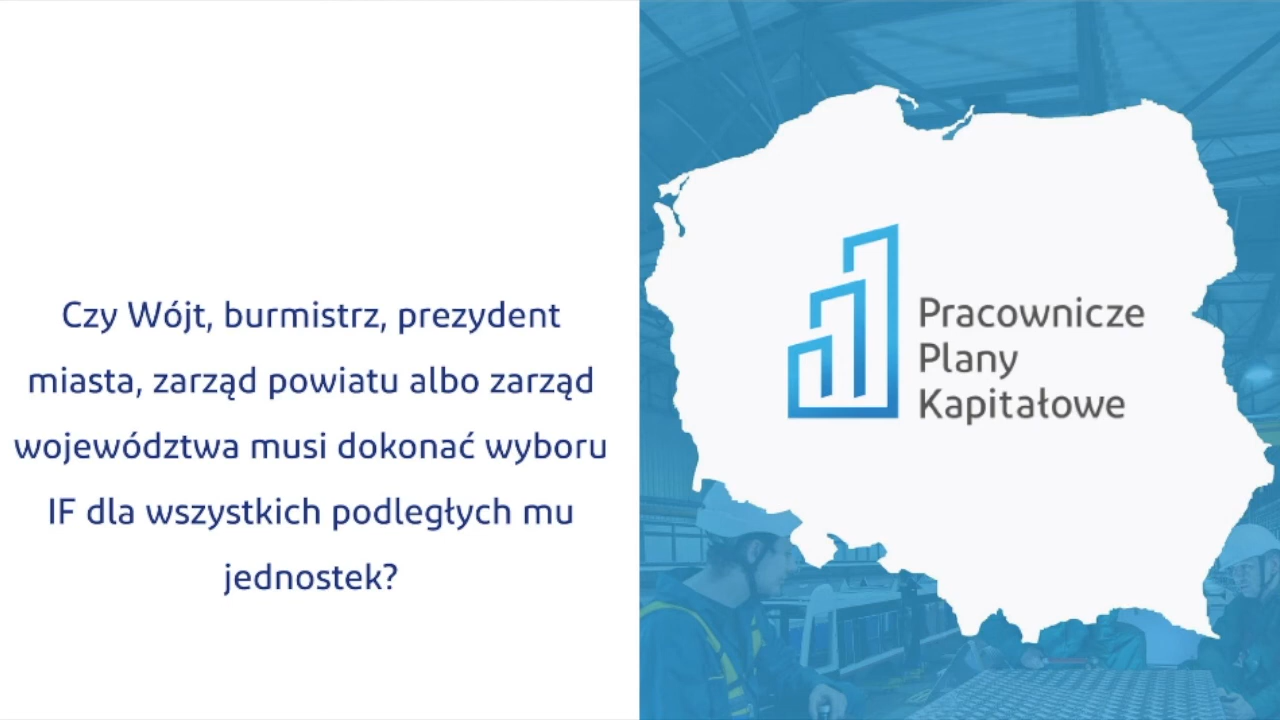 Czy Wójt, burmistrz, prezydent
miasta, zarząd powiatu albo zarząd
województwa musi dokonać wyboru
IF dla wszystkich podległych mu
jednostek?
Pracownicze
Plany
Kapitałowe